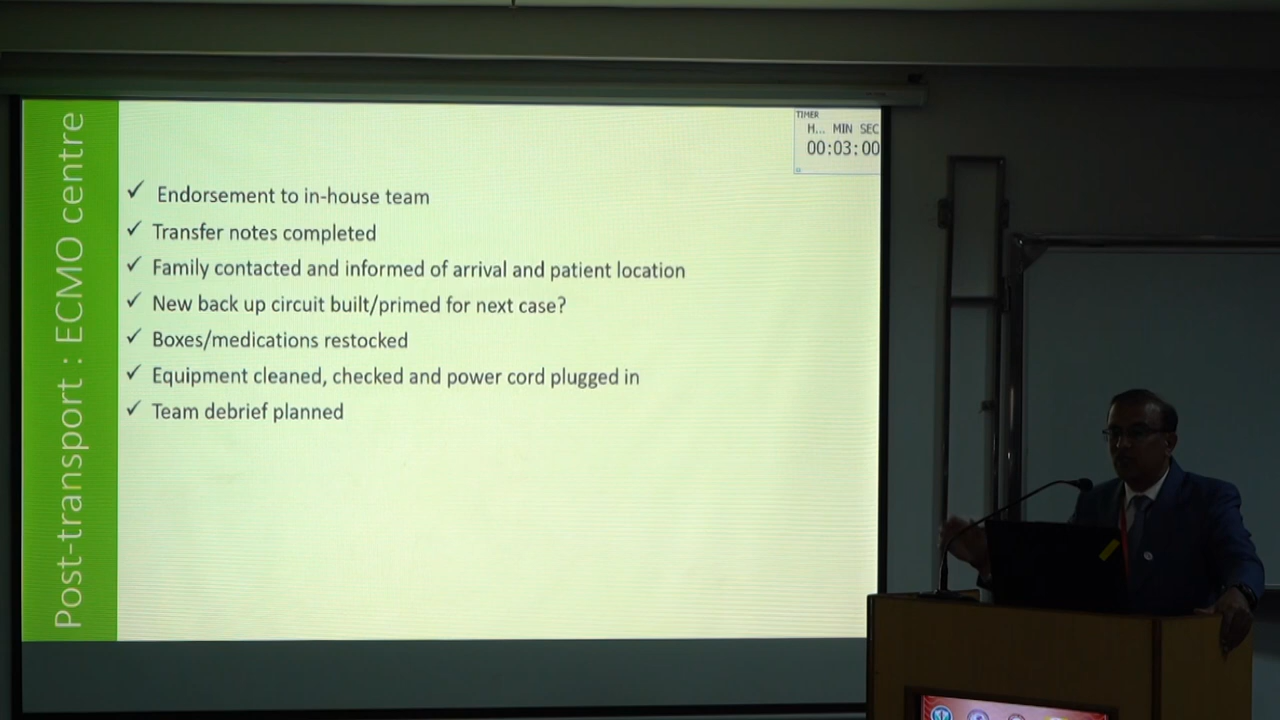 Post-transport : ECMO centre
TIMER
H... MIN SEC
00:03:00
✓ Endorsement to in-house team
✓ Transfer notes completed
✓ Family contacted and informed of arrival and patient location
✓ New back up circuit built/primed for next case?
✓ Boxes/medications restocked
✓ Equipment cleaned, checked and power cord plugged in
✓ Team debrief planned